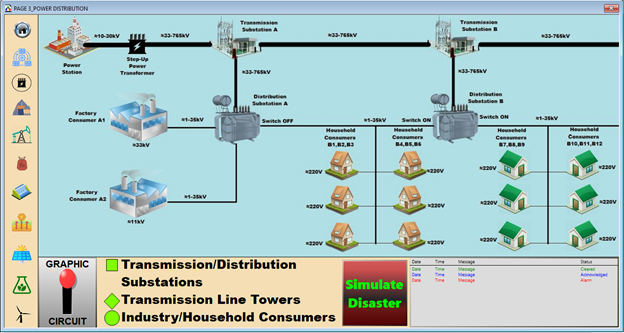 PAGE 3_POWER DISTRIBUTION
Transmission
Substation A
Transmission
Substation B
≈10-30kV
≈33-765kV
≈33-765kV
≈33-765kV
Power
Station
Step-Up
Power
Transformer
≈33-765kV
≈33-765kV
Factory
Consumer A1
Distribution
Substation A
Distribution
Substation B
≈1-35kV
Switch OFF
≈1-35kV
Switch ON
Switch ON
≈1-35kV
≈33kV
Household
Consumers
B1,B2,B3
Household
Consumers
B4,B5,B6
Household
Consumers
B7,B8,B9
Household
Consumers
B10,B11,B12
≈220V
≈220V
≈220V
≈220V
Factory
Consumer A2
≈1-35kV
≈11kV
≈220V
≈220V
≈220V
≈220V
≈220V
≈220V
≈220V
≈220V
GRAPHIC
CIRCUIT
Transmission/Distribution
Substations
Transmission Line Towers
Industry/Household Consumers
Simulate
Disaster
Date Time Message Status
Date Time Message Cleared
Date Time Message Acknowledged
Date Time Message Alarm